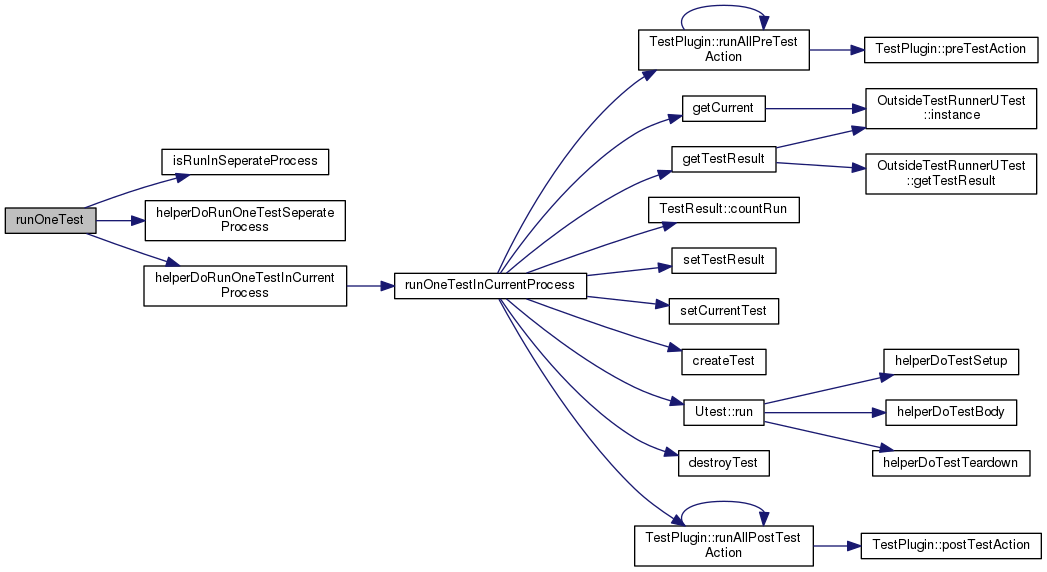 runOneTest
isRunInSeperateProcess
helperDoRunOneTestSeperate
Process
helperDoRunOneTestInCurrent
Process
runOneTestInCurrentProcess
TestPlugin::runAllPreTest
Action
TestPlugin::preTestAction
getCurrent
OutsideTestRunnerUTest
::instance
getTestResult
OutsideTestRunnerUTest
::getTestResult
TestResult::countRun
setTestResult
setCurrentTest
createTest
Utest::run
helperDoTestSetup
helperDoTestBody
helperDoTestTeardown
destroyTest
TestPlugin::runAllPostTest
Action
TestPlugin::postTestAction